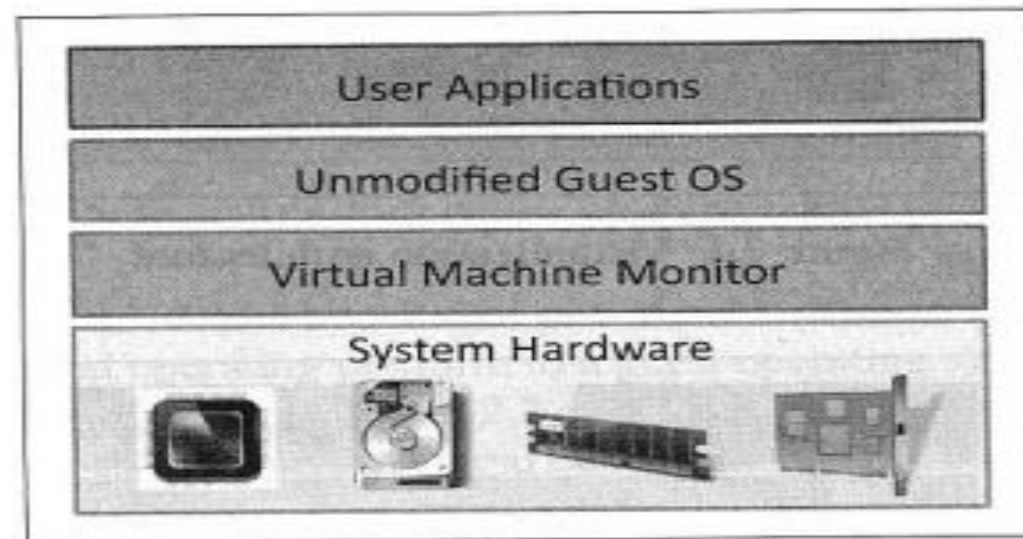 User Applications
Unmodified Guest OS
Virtual Machine Monitor
System Hardware